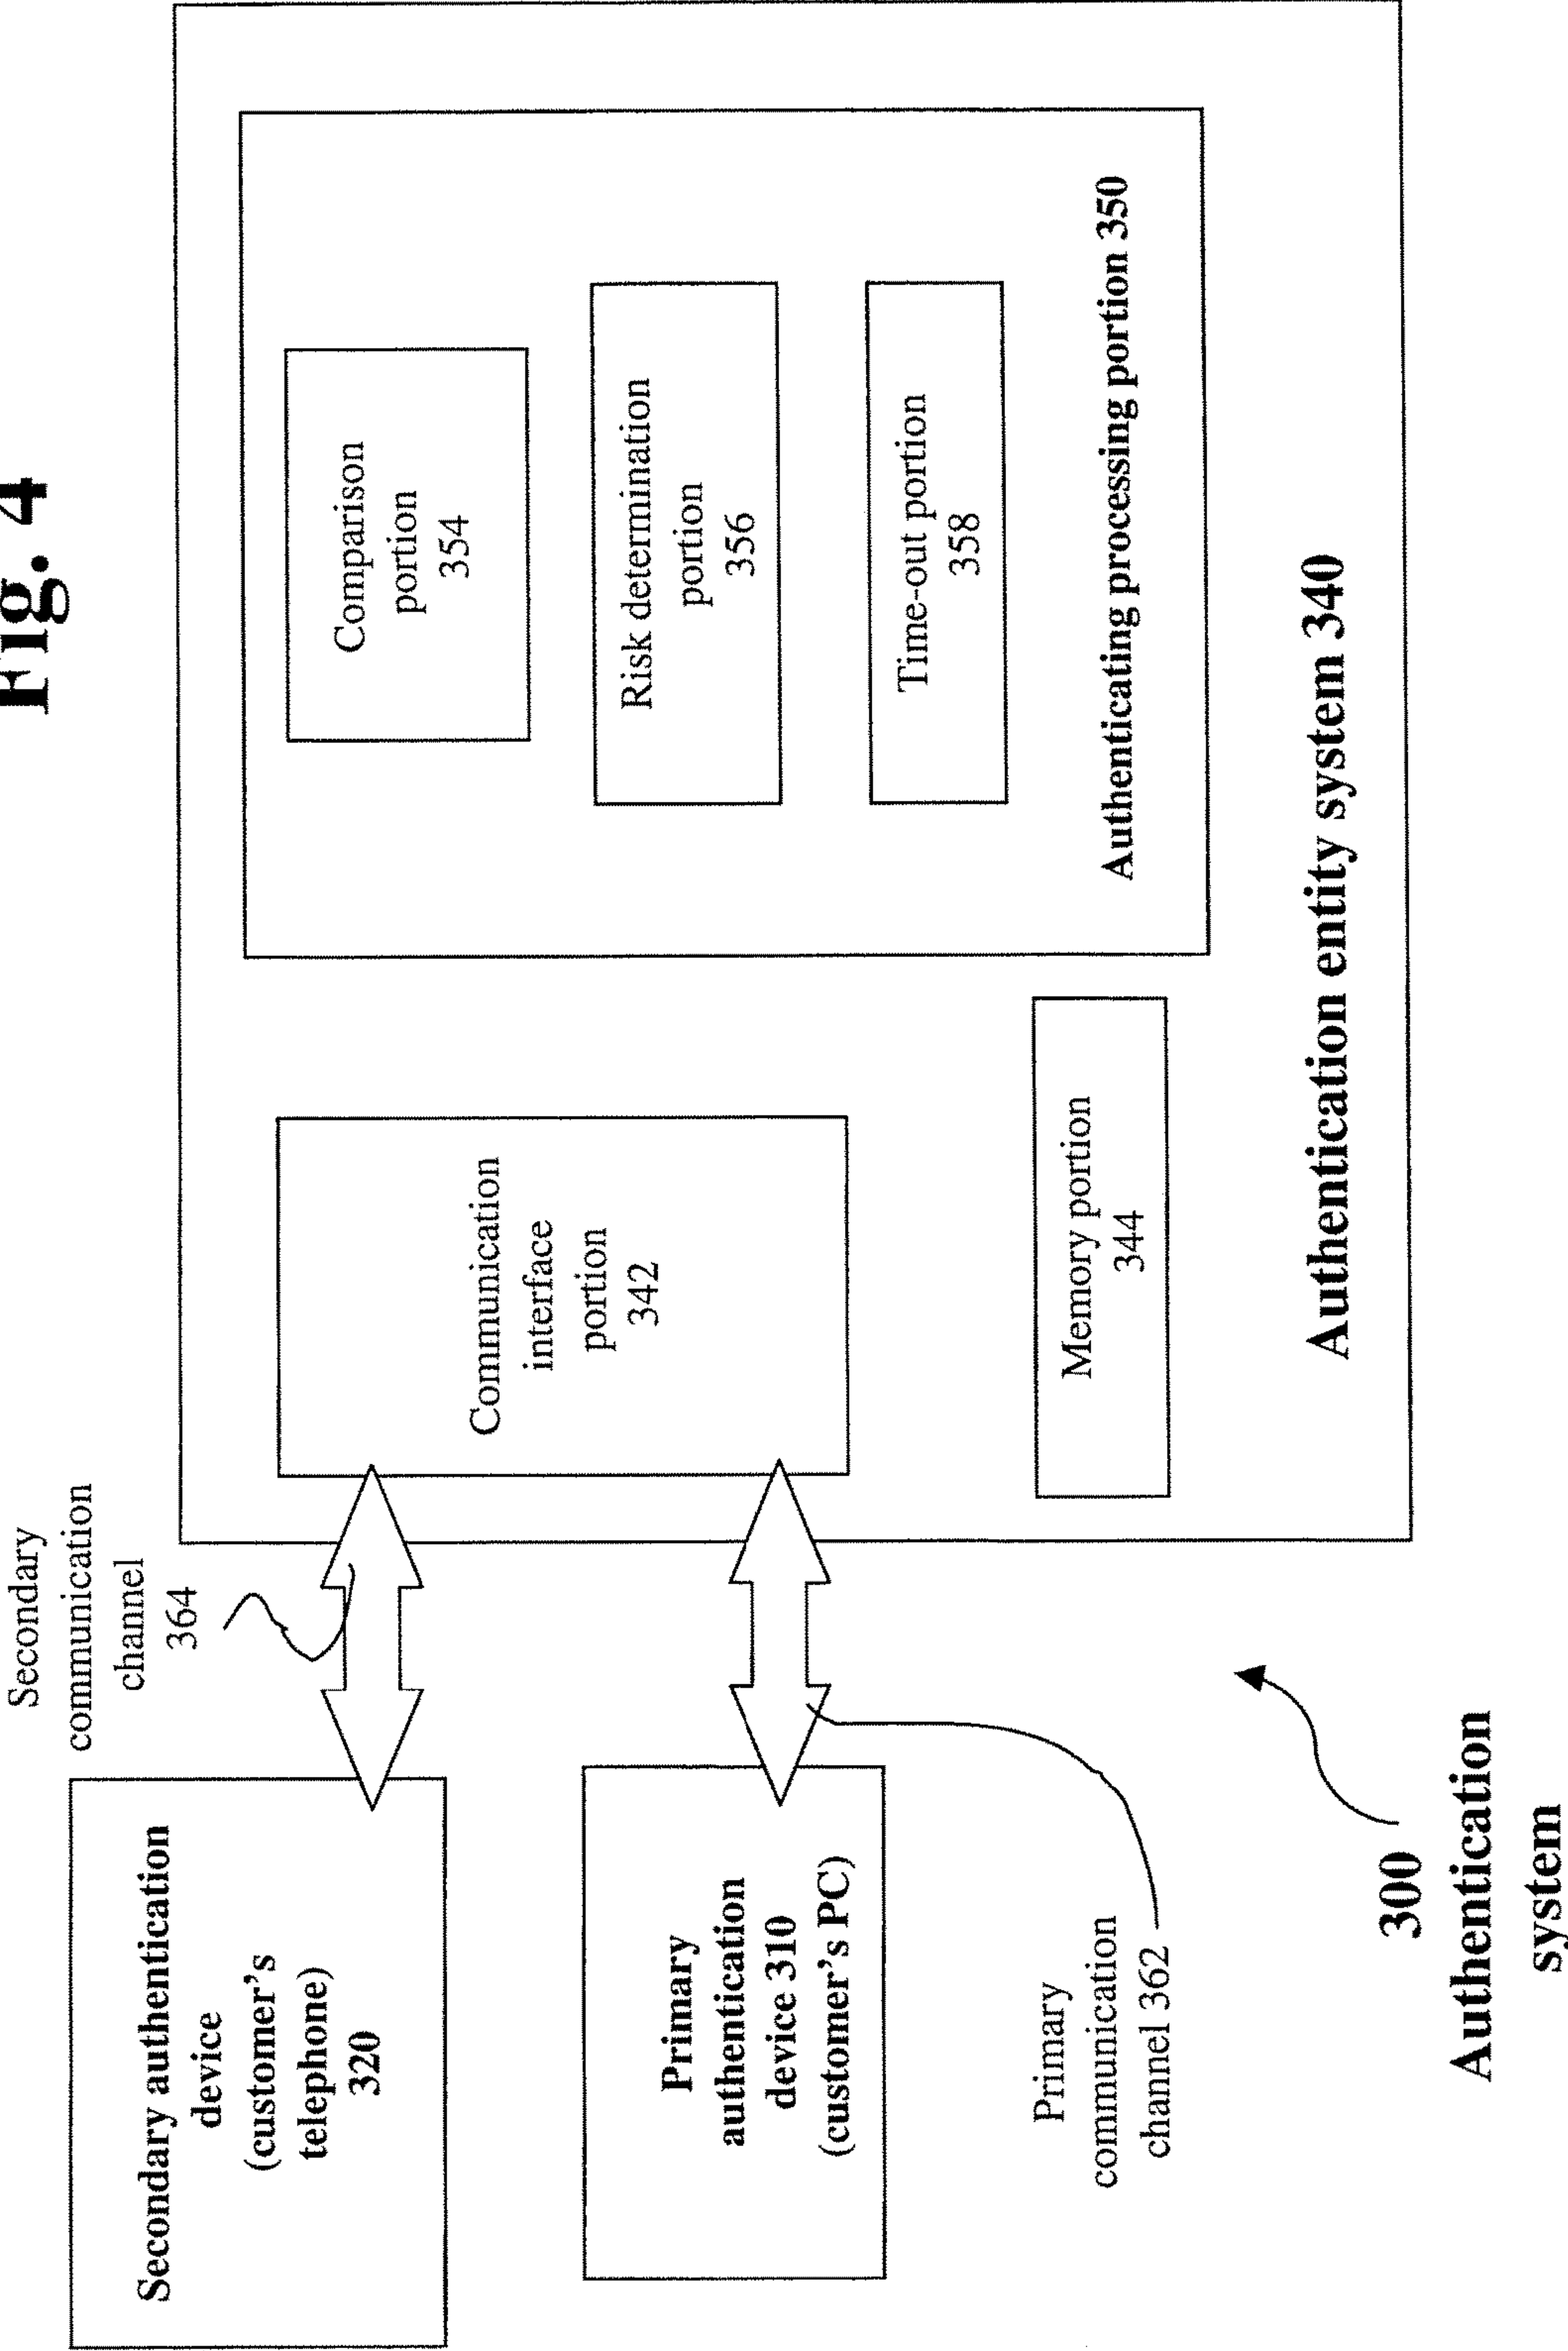 Fig. 4
Secondary authentication
device
(customer's
telephone)
320
Secondary
communication
channel
364
Primary
authentication
device 310
(customer's PC)
Primary
communication
channel 362
300
Authentication
system
Communication
interface
portion
342
Memory portion
344
Comparison
portion
354
Risk determination
portion
356
Time-out portion
358
Authenticating processing portion 350
Authentication entity system 340